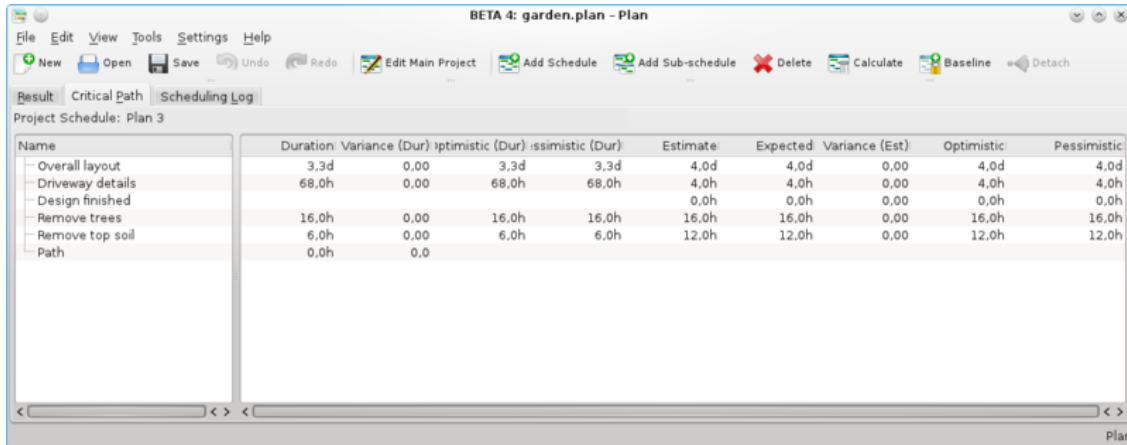 BETA 4: garden.plan – Plan
File Edit View Tools Settings Help
New Open Save Undo Redo Edit Main Project Add Schedule Add Sub-schedule Delete Calculate Baseline Detach
Result Critical Path Scheduling Log
Project Schedule: Plan 3
Name Duration Variance (Dur) ptimistic (Dur) ssimistic (Dur) Estimate Expected Variance (Est) Optimistic Pessimistic
Overall layout 3,3d 0,00 3,3d 3,3d 4,0d 4,0d 0,00 4,0d 4,0d
Driveway details 68,0h 0,00 68,0h 68,0h 4,0h 4,0h 0,00 4,0h 4,0h
Design finished 0,0h 0,0h 0,00 0,0h 0,0h
Remove trees 16,0h 0,00 16,0h 16,0h 16,0h 16,0h 0,00 16,0h 16,0h
Remove top soil 6,0h 0,00 6,0h 6,0h 12,0h 12,0h 0,00 12,0h 12,0h
Path 0,0h 0,0
Plan